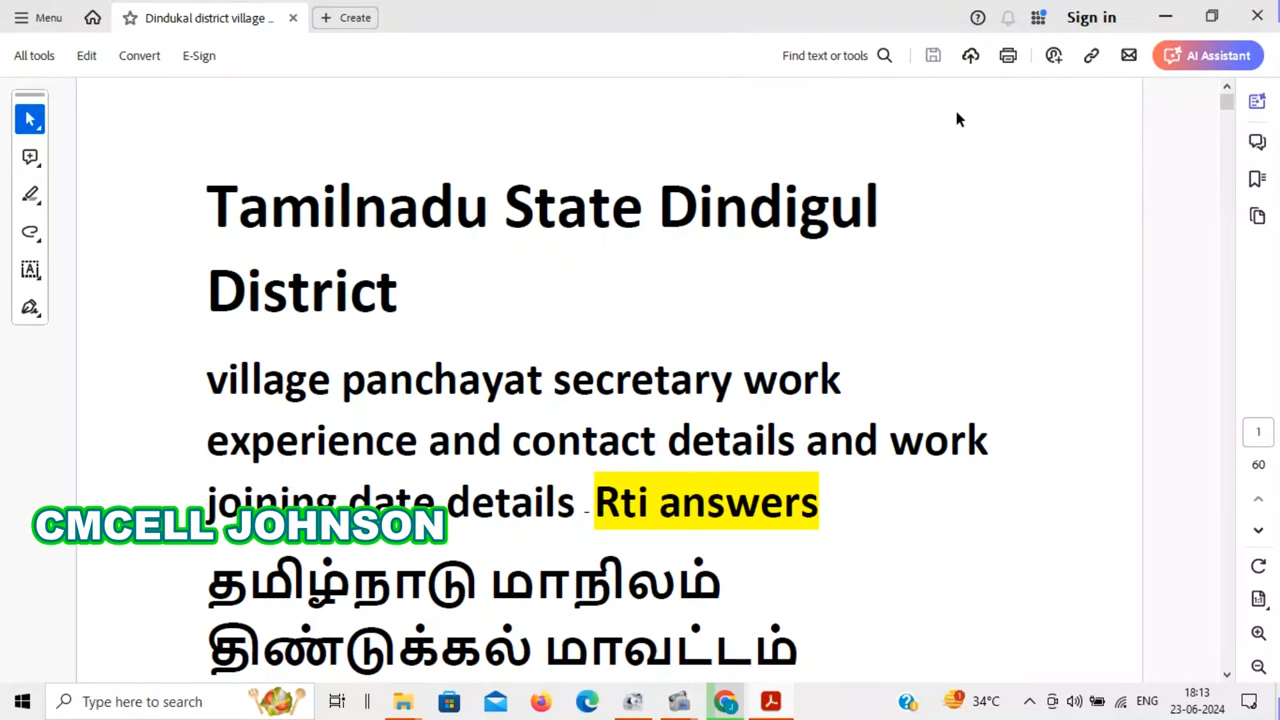 Menu
Dindukal district village ...
Create
Sign in
All tools
Edit
Convert
E-Sign
Find text or tools
AI Assistant
Tamilnadu State Dindigul
District
village panchayat secretary work
experience and contact details and work
joining date details - Rti answers
CMCELL JOHNSON
தமிழ்நாடு மாநிலம்
திண்டுக்கல் மாவட்டம்
1
60
Type here to search
34°C
ENG
18:13
23-06-2024